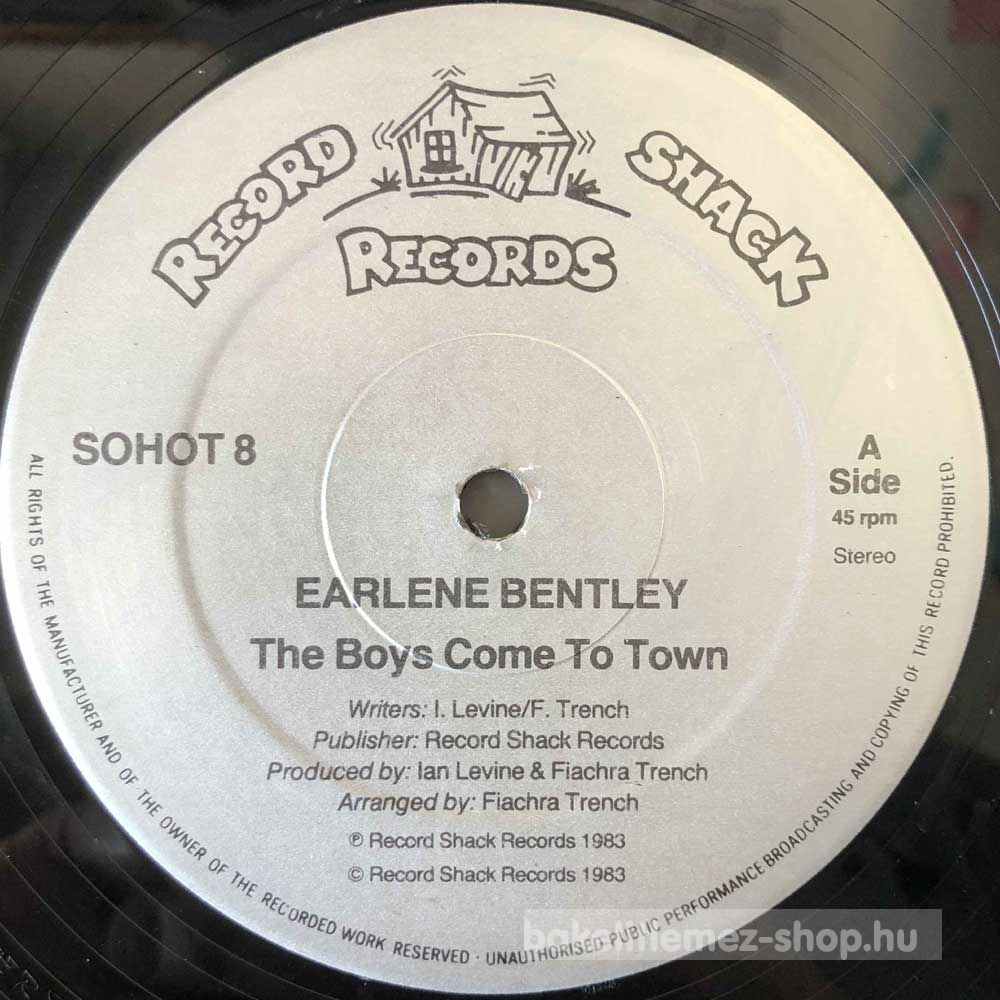 RECORD SHACK
RECORDS
SOHOT 8
A
Side
45 rpm
Stereo
EARLENE BENTLEY
The Boys Come To Town
Writers: I. Levine/F. Trench
Publisher: Record Shack Records
Produced by: Ian Levine & Fiachra Trench
Arranged by: Fiachra Trench
℗ Record Shack Records 1983
© Record Shack Records 1983
ALL RIGHTS OF THE MANUFACTURER AND OF THE OWNER OF THE RECORDED WORK RESERVED · UNAUTHORISED PUBLIC PERFORMANCE BROADCASTING AND COPYING OF THIS RECORD PROHIBITED.
bakelitlemez-shop.hu